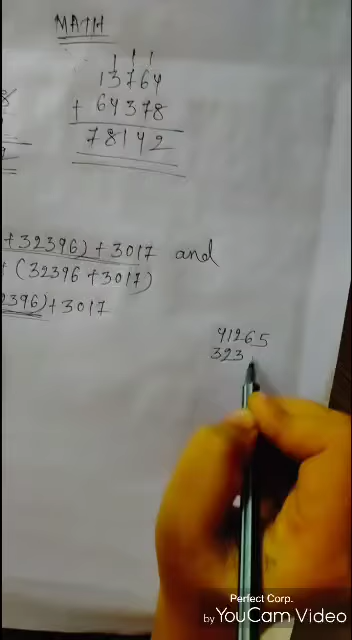 MATH
1 1 1
13764
+ 64378
78142
+ 32396) + 3017 and
+ (32396 + 3017)
2396) + 3017
41265
323
Perfect Corp.
by YouCam Video